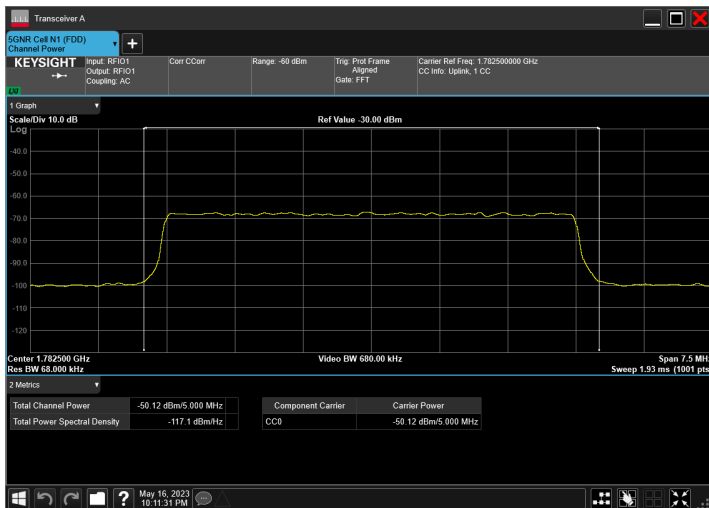 Transceiver A
5GNR Cell N1 (FDD)
Channel Power
KEYSIGHT
Input: RFIO1
Output: RFIO1
Coupling: AC
Corr CCorr
Range: -60 dBm
Trig: Prot Frame
Aligned
Gate: FFT
Carrier Ref Freq: 1.782500000 GHz
CC Info: Uplink, 1 CC
LXI
1 Graph
Scale/Div 10.0 dB
Ref Value -30.00 dBm
Log
-40.0
-50.0
-60.0
-70.0
-80.0
-90.0
-100
-110
-120
Center 1.782500 GHz
Video BW 680.00 kHz
Span 7.5 MH
Res BW 68.000 kHz
Sweep 1.93 ms (1001 pts
2 Metrics
Total Channel Power -50.12 dBm/5.000 MHz
Total Power Spectral Density -117.1 dBm/Hz
Component Carrier Carrier Power
CC0 -50.12 dBm/5.000 MHz
?
May 16, 2023
10:11:31 PM